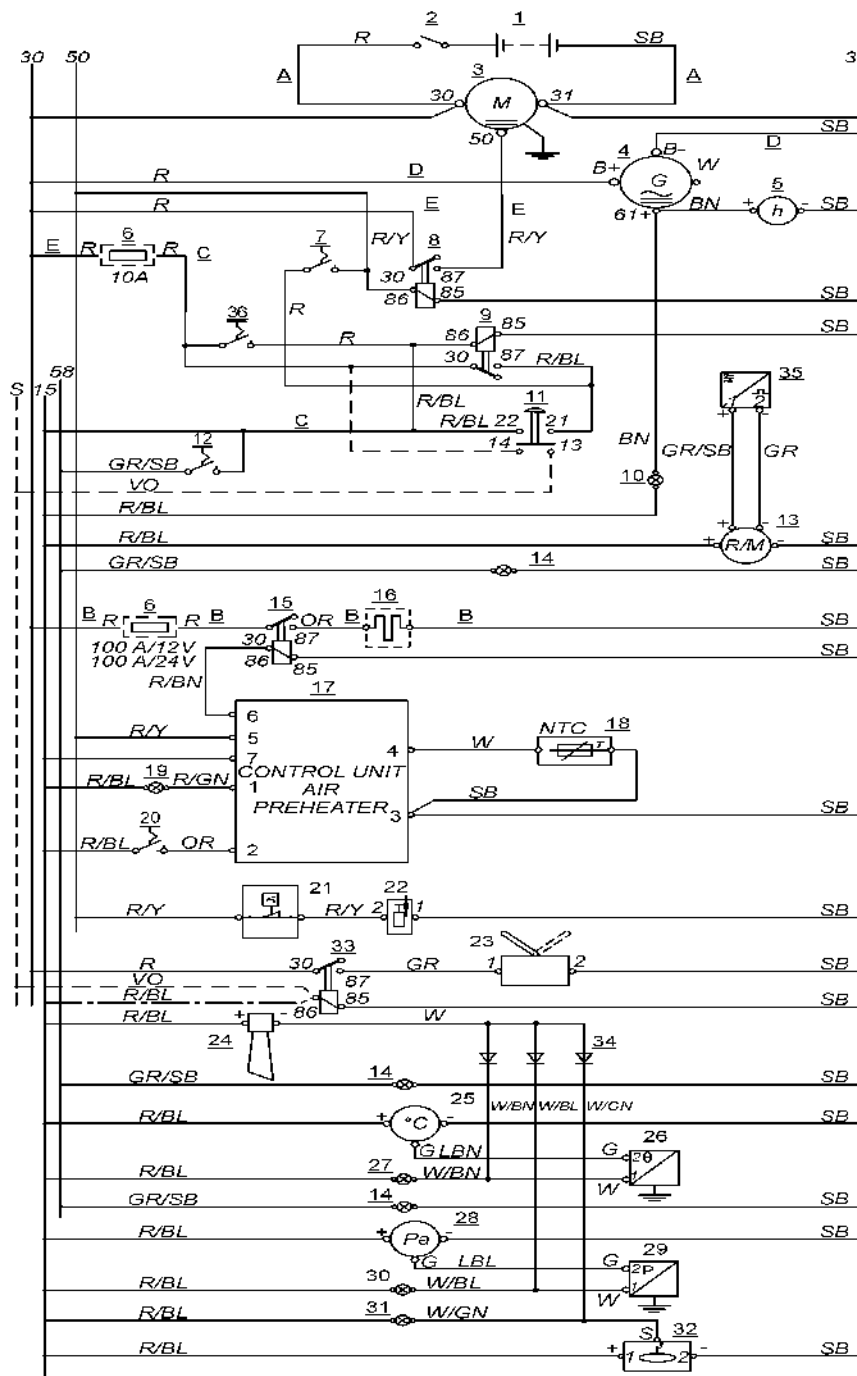 2 1
R SB
30 50 3
A 3 A
30 M 31
50 SB
4 B- D
R D B+ G W 5
61+ BN + h - SB
R E E
7 R/Y 8 R/Y
E R 6 R C
10A 30 87
86 85 SB
36 R 9
R 86 85 SB
58 30 87 R/BL
S 15 R/BL 11 35
1 2
C R/BL 22 21
12 14 13 BN GR/SB GR
GR/SB
VO 10
R/BL 13
R/BL + R/M - SB
GR/SB 14 SB
B R 6 R B 15 OR B 16 B SB
100 A/12V 30 87
100 A/24V 86 85 SB
R/BN 17
6 NTC 18
R/Y 5 4 W T
7
R/BL 19 R/GN 1 CONTROL UNIT
AIR SB
PREHEATER 3 SB
20
R/BL OR 2
21 22
R/Y R/Y 2 1 SB
33 23
R 30 GR 1 2 SB
VO 87
R/BL 86 85 SB
R/BL + - W
24 34
GR/SB 14 SB
25 W/BN W/BL W/GN
R/BL + °C - SB
G LBN 26
G 2 θ
R/BL 27 W/BN 1
W
GR/SB 14 SB
28
R/BL + Pa - SB
G LBL 29
G 2 P
R/BL 30 W/BL 1
W
R/BL 31 W/GN
S 32
R/BL + 1 2 - SB